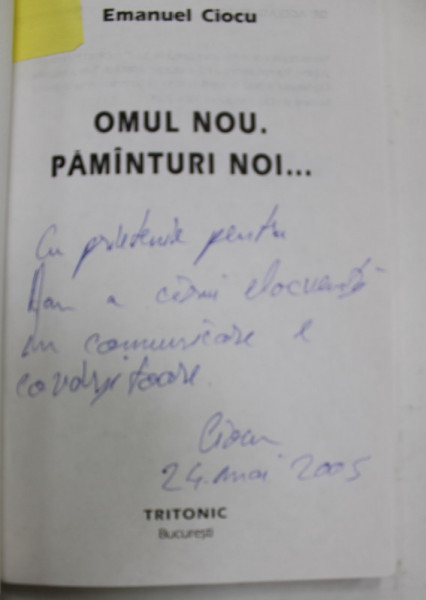 Emanuel Ciocu
OMUL NOU.
PĂMÎNTURI NOI...
Cu prietenie pentru
Dan a cărui elocvență
în comunicare e
covârșitoare.
Ciocu
24. mai 2005
TRITONIC
București